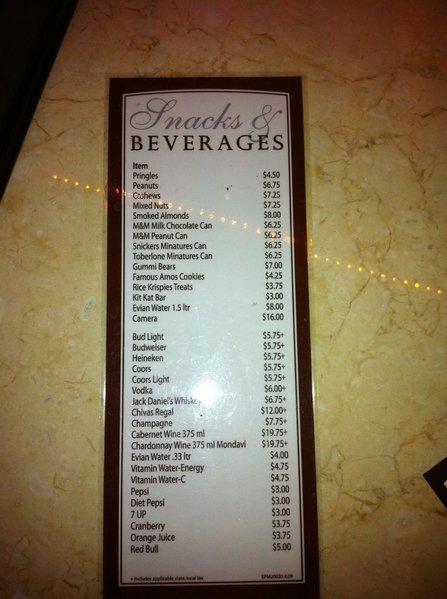 Snacks &
BEVERAGES
Item
Pringles $4.50
Peanuts $6.75
Cashews $7.25
Mixed Nuts $7.25
Smoked Almonds $8.00
M&M Milk Chocolate Can $6.25
M&M Peanut Can $6.25
Snickers Minatures Can $6.25
Toberlone Minatures Can $6.25
Gummi Bears $7.00
Famous Amos Cookies $4.25
Rice Krispies Treats $3.75
Kit Kat Bar $3.00
Evian Water 1.5 ltr $8.00
Camera $16.00
Bud Light $5.75+
Budweiser $5.75+
Heineken $5.75+
Coors $5.75+
Coors Light $5.75+
Vodka $6.00+
Jack Daniel's Whiskey $6.75+
Chivas Regal $12.00+
Champagne $7.75+
Cabernet Wine 375 ml $19.75+
Chardonnay Wine 375 ml Mondavi $19.75+
Evian Water .33 ltr $4.00
Vitamin Water-Energy $4.75
Vitamin Water-C $4.75
Pepsi $3.00
Diet Pepsi $3.00
7 UP $3.00
Cranberry $3.75
Orange Juice $3.75
Red Bull $5.00
+ includes applicable state/local tax